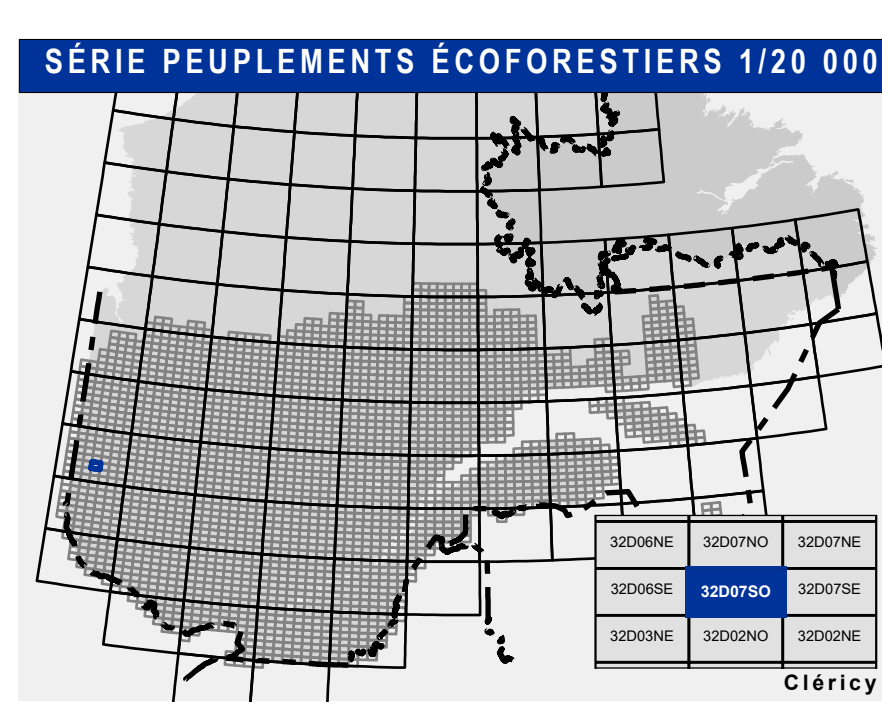 SÉRIE PEUPLEMENTS ÉCOFORESTIERS 1/20 000
32D06NE 32D07NO 32D07NE
32D06SE 32D07SO 32D07SE
32D03NE 32D02NO 32D02NE
Cléricy